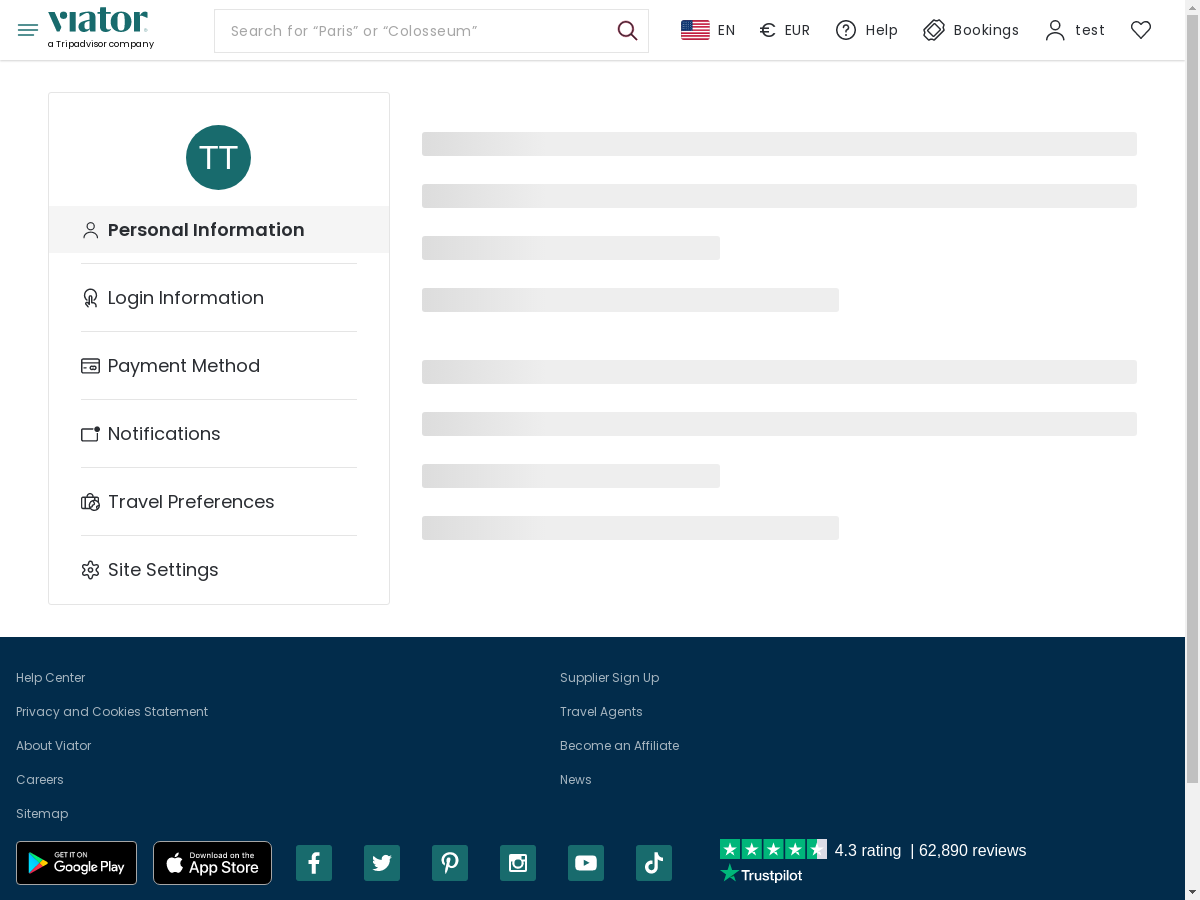 viator
a Tripadvisor company
Search for “Paris” or “Colosseum”
EN
€ EUR
Help
Bookings
test
TT
Personal Information
Login Information
Payment Method
Notifications
Travel Preferences
Site Settings
Help Center
Privacy and Cookies Statement
About Viator
Careers
Sitemap
Supplier Sign Up
Travel Agents
Become an Affiliate
News
GET IT ON
Google Play
Download on the
App Store
4.3 rating | 62,890 reviews
Trustpilot